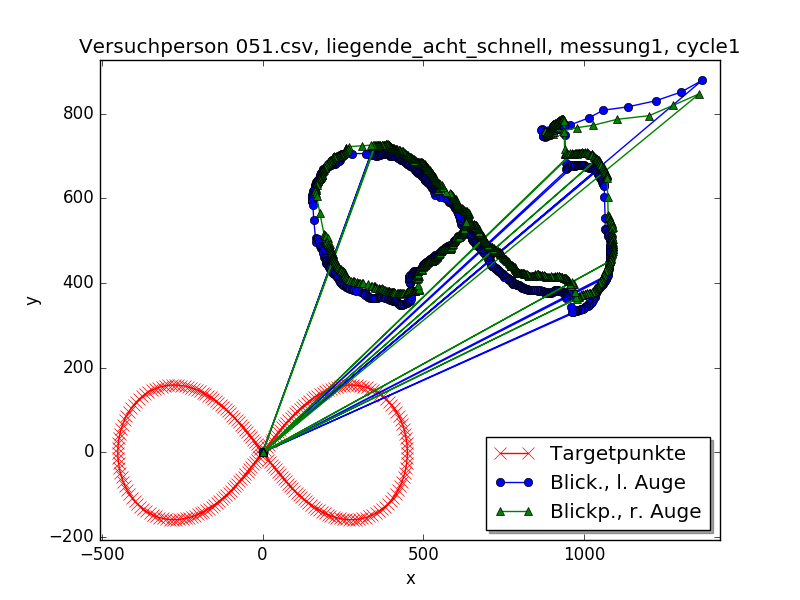 Versuchperson 051.csv, liegende_acht_schnell, messung1, cycle1
800
600
400
200
0
−200
y
−500
0
500
1000
x
Targetpunkte
Blick., l. Auge
Blickp., r. Auge